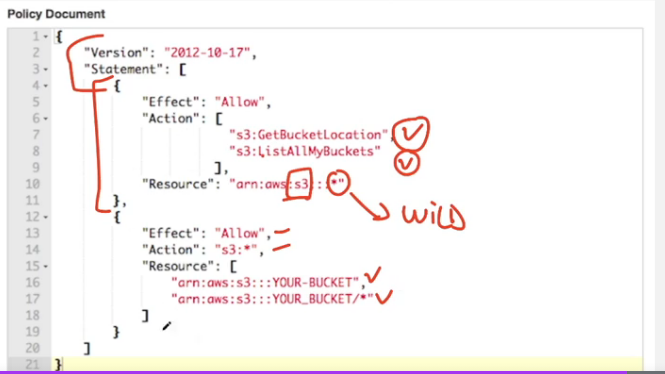 Policy Document
1 {
2 "Version": "2012-10-17",
3 "Statement": [
4 {
5 "Effect": "Allow",
6 "Action": [
7 "s3:GetBucketLocation",
8 "s3:ListAllMyBuckets"
9 ],
10 "Resource": "arn:aws:s3:::*"
11 },
WILD
12 {
13 "Effect": "Allow",
14 "Action": "s3:*",
15 "Resource": [
16 "arn:aws:s3:::YOUR-BUCKET",
17 "arn:aws:s3:::YOUR_BUCKET/*"
18 ]
19 }
20 ]
21 }